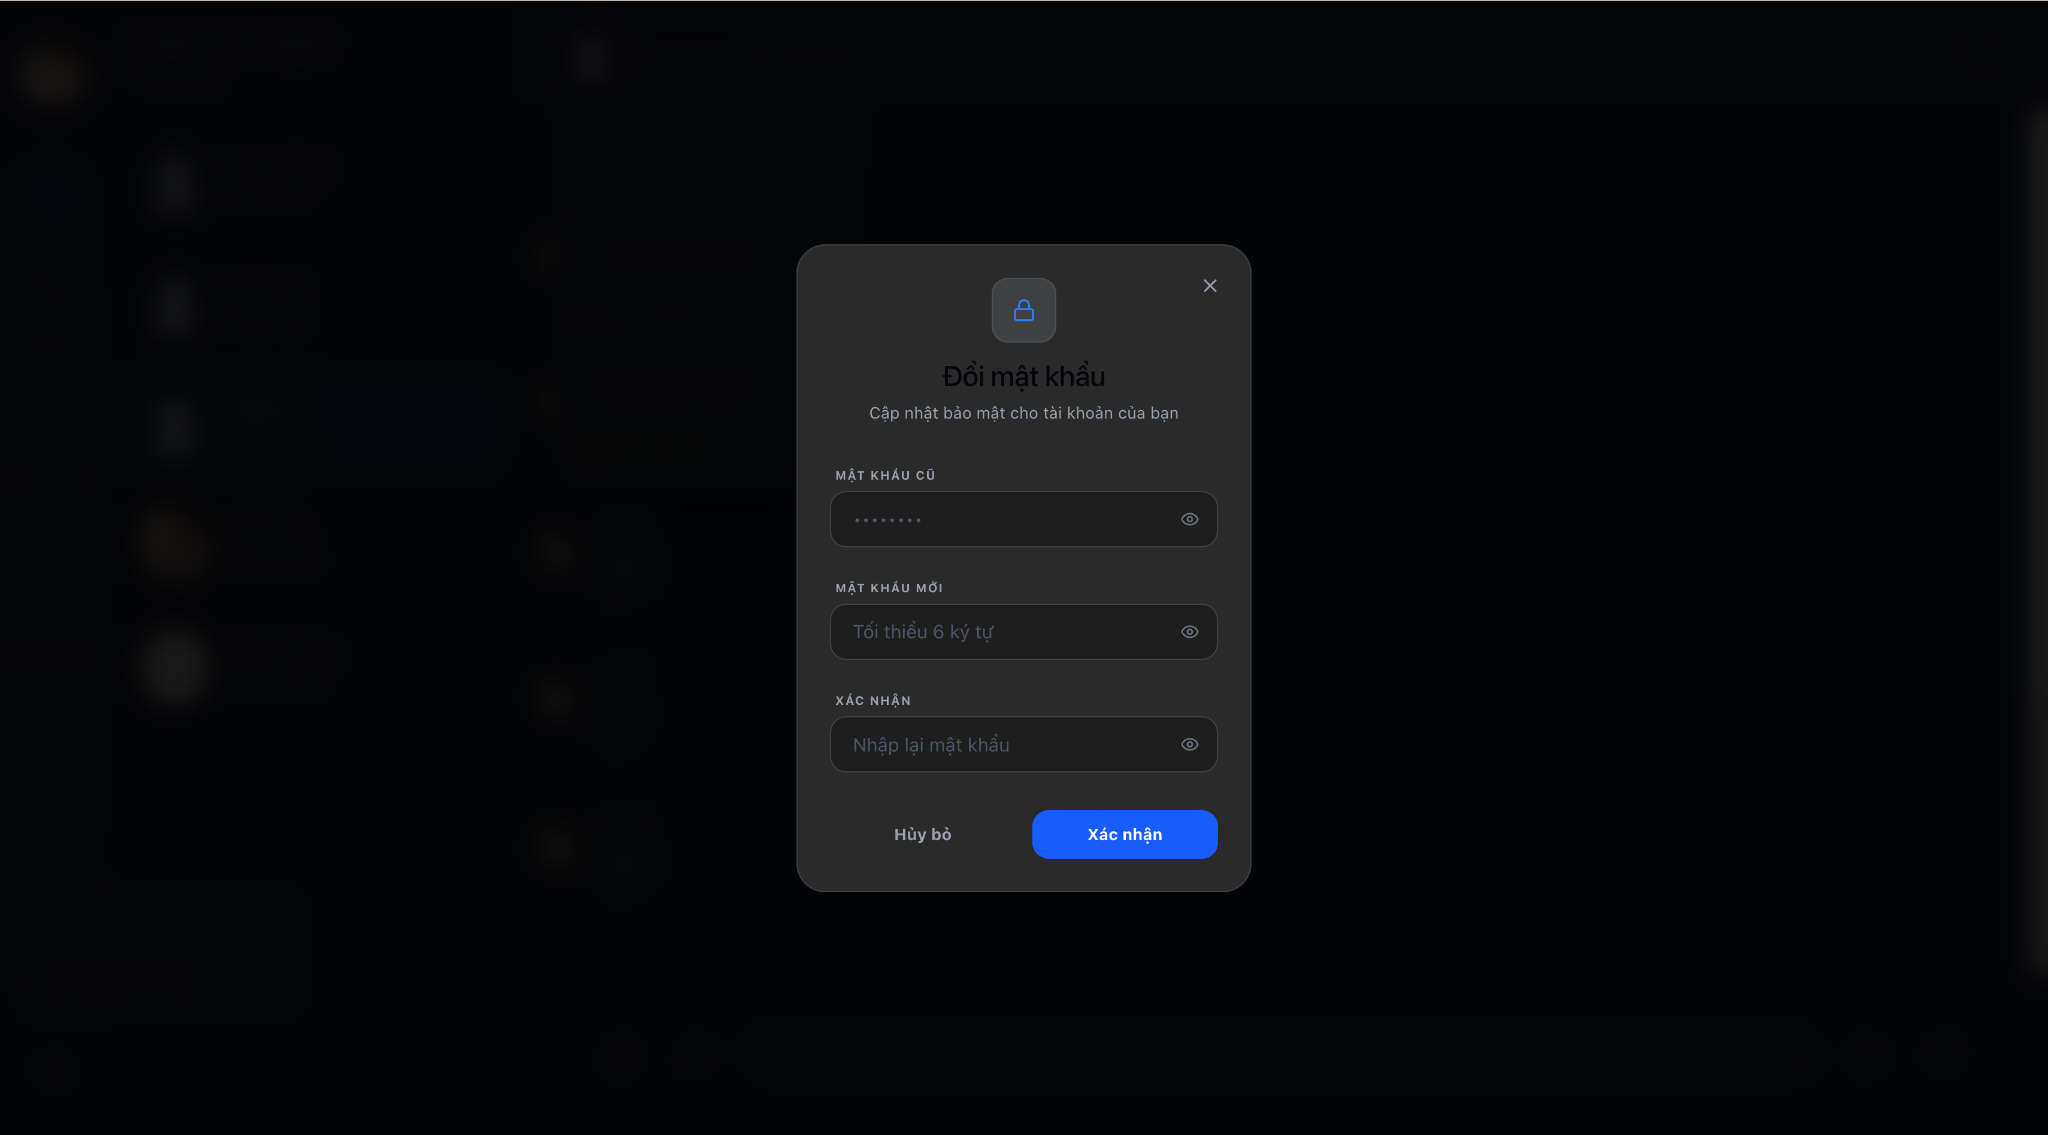 Đổi mật khẩu
Cập nhật bảo mật cho tài khoản của bạn
MẬT KHẨU CŨ
••••••••
MẬT KHẨU MỚI
Tối thiểu 6 ký tự
XÁC NHẬN
Nhập lại mật khẩu
Hủy bỏ
Xác nhận